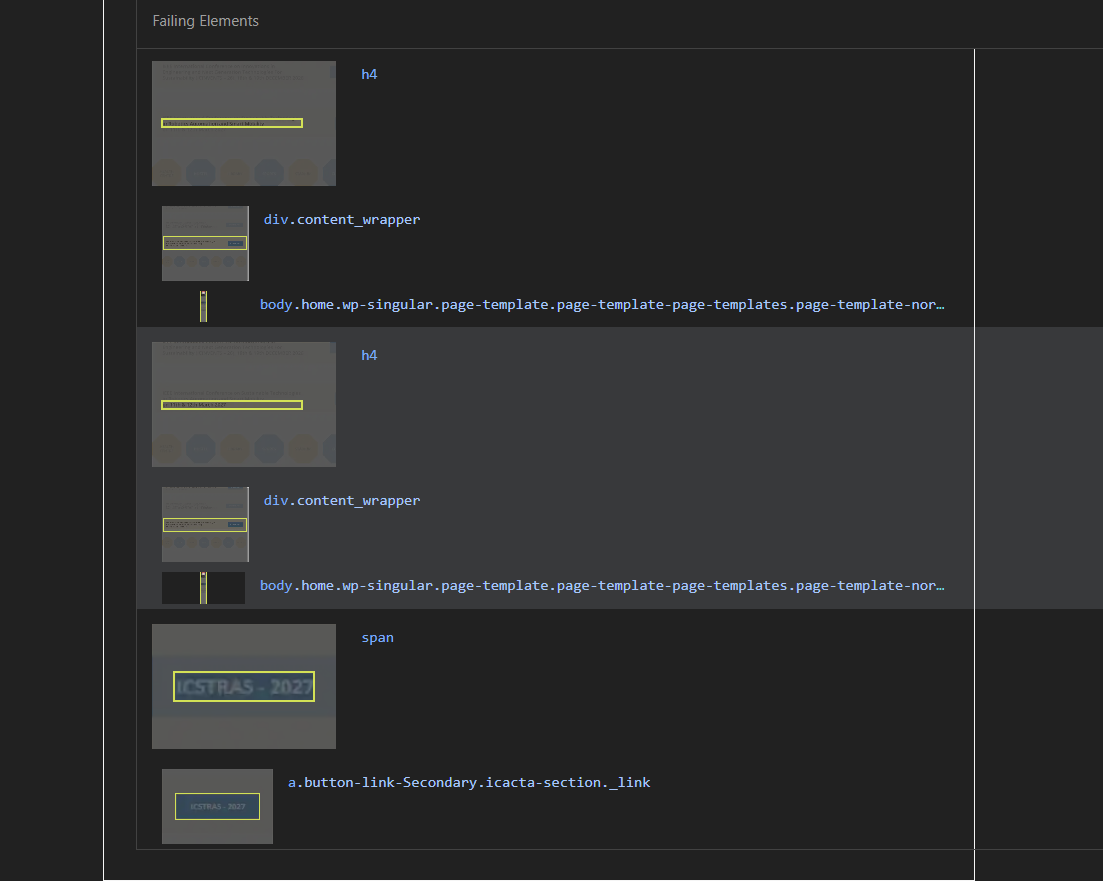 Failing Elements
h4
div.content_wrapper
body.home.wp-singular.page-template.page-template-page-templates.page-template-nor…
h4
div.content_wrapper
body.home.wp-singular.page-template.page-template-page-templates.page-template-nor…
span
ICSTRAS - 2027
a.button-link-Secondary.icacta-section._link
ICSTRAS - 2027